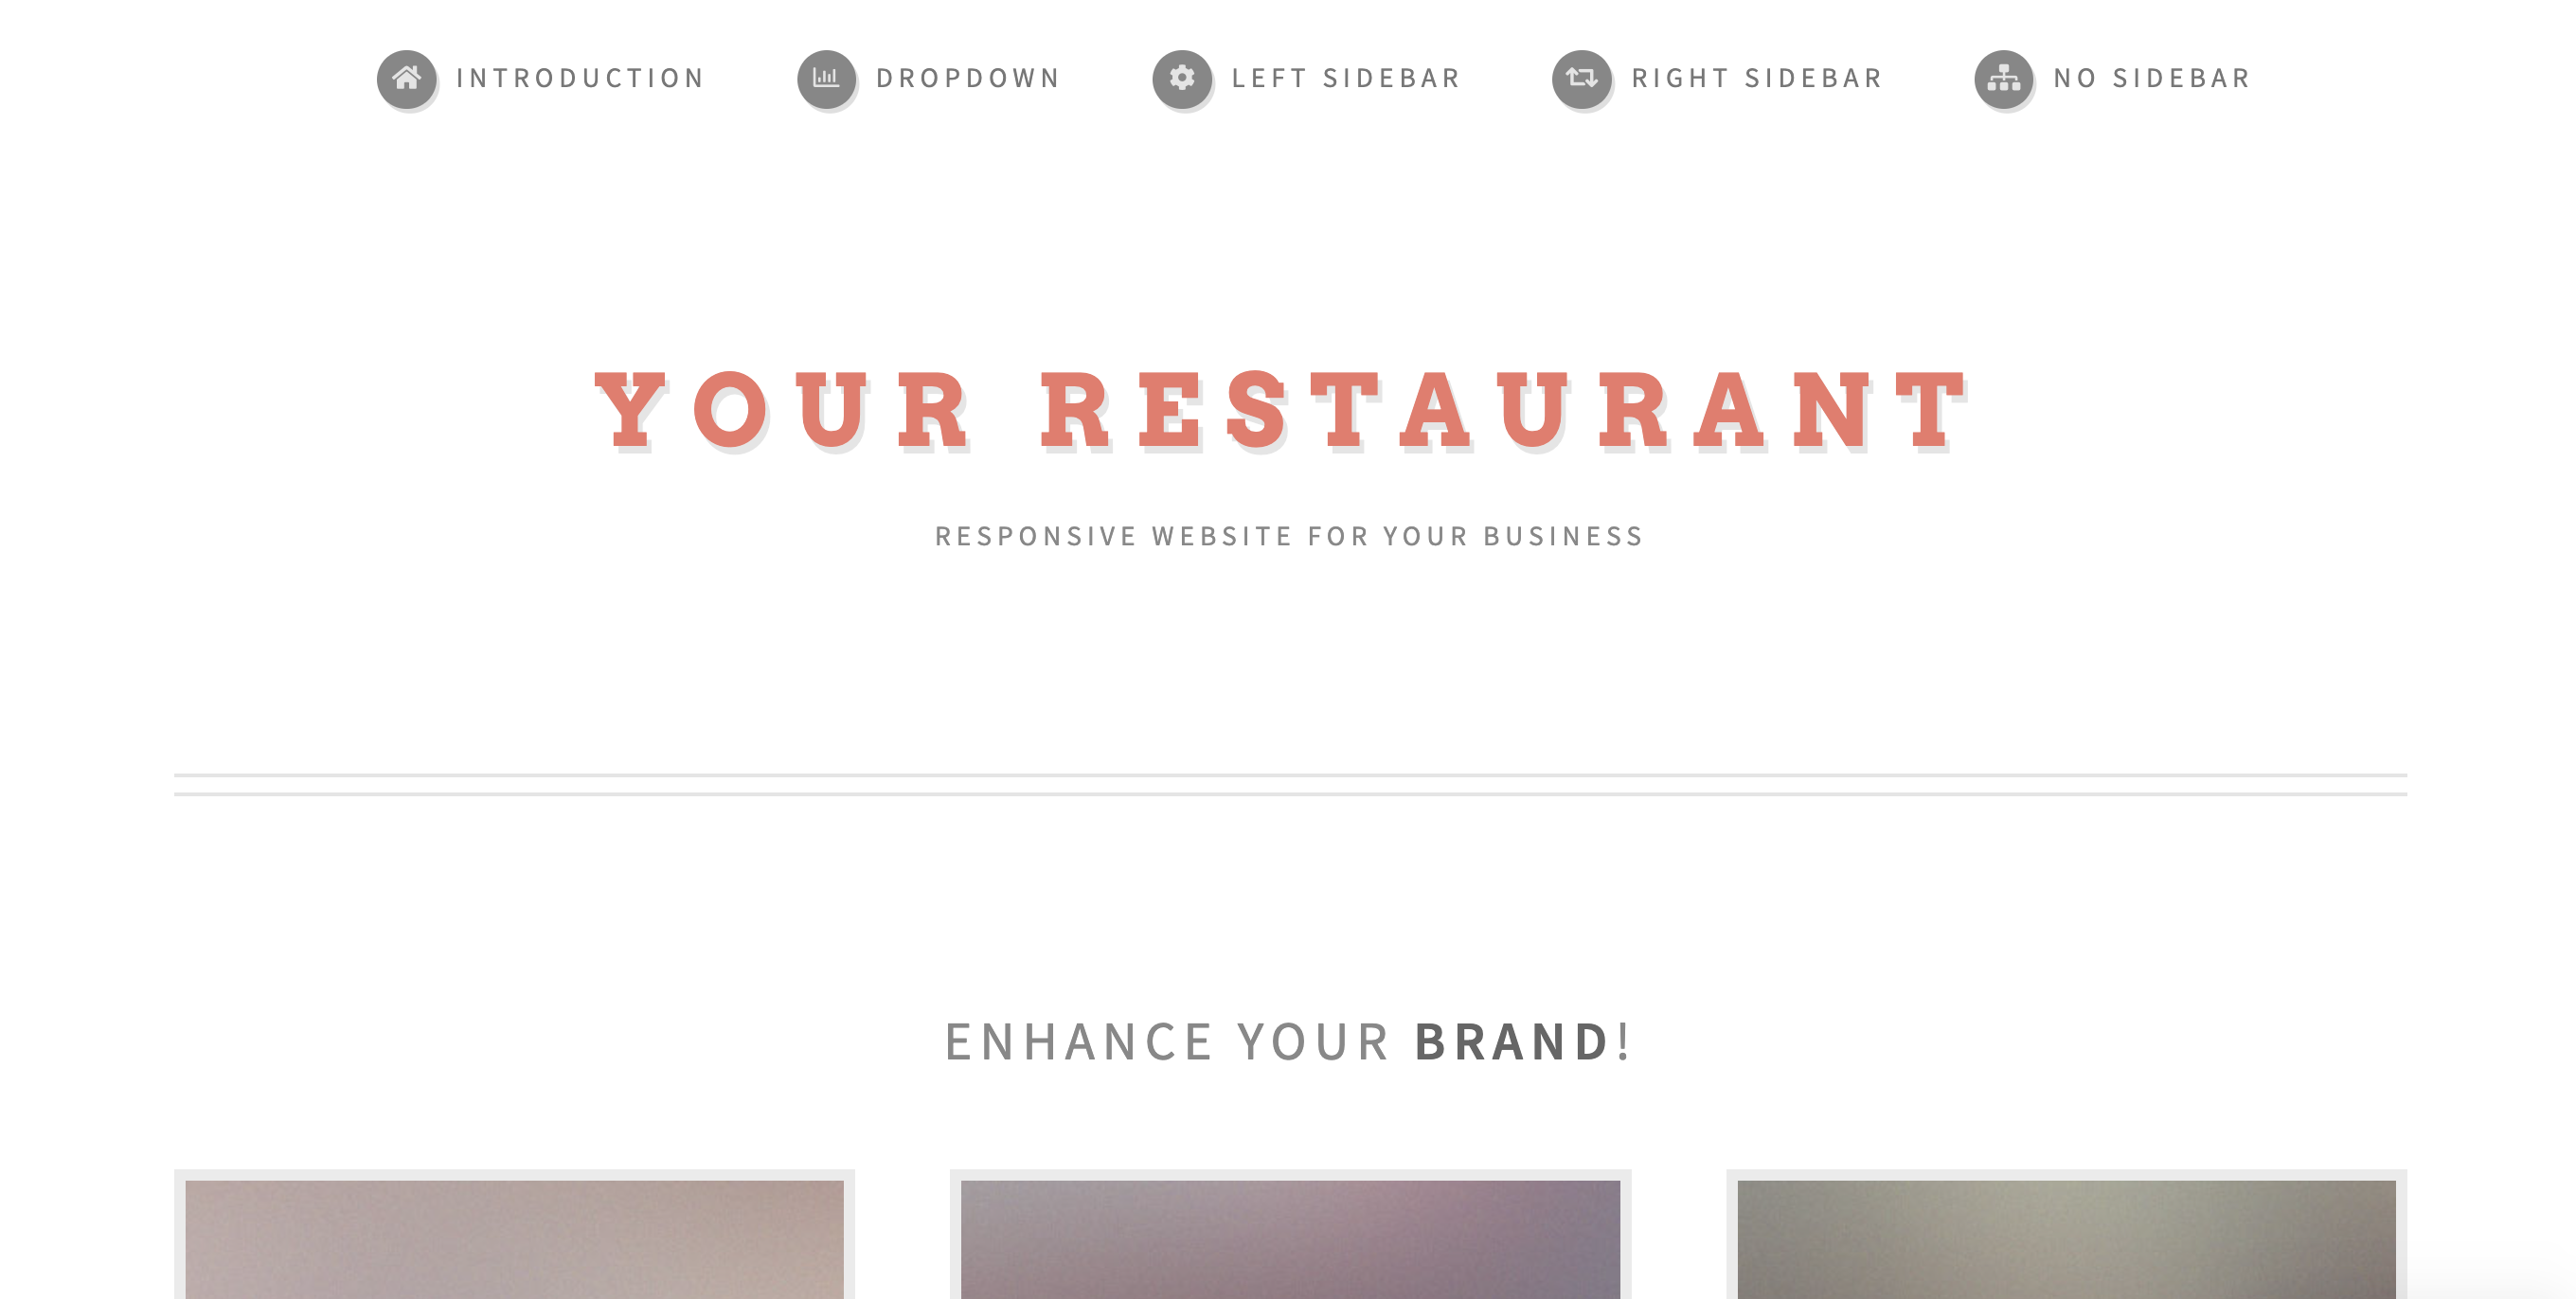 INTRODUCTION DROPDOWN LEFT SIDEBAR RIGHT SIDEBAR NO SIDEBAR
YOUR RESTAURANT
RESPONSIVE WEBSITE FOR YOUR BUSINESS
ENHANCE YOUR BRAND!